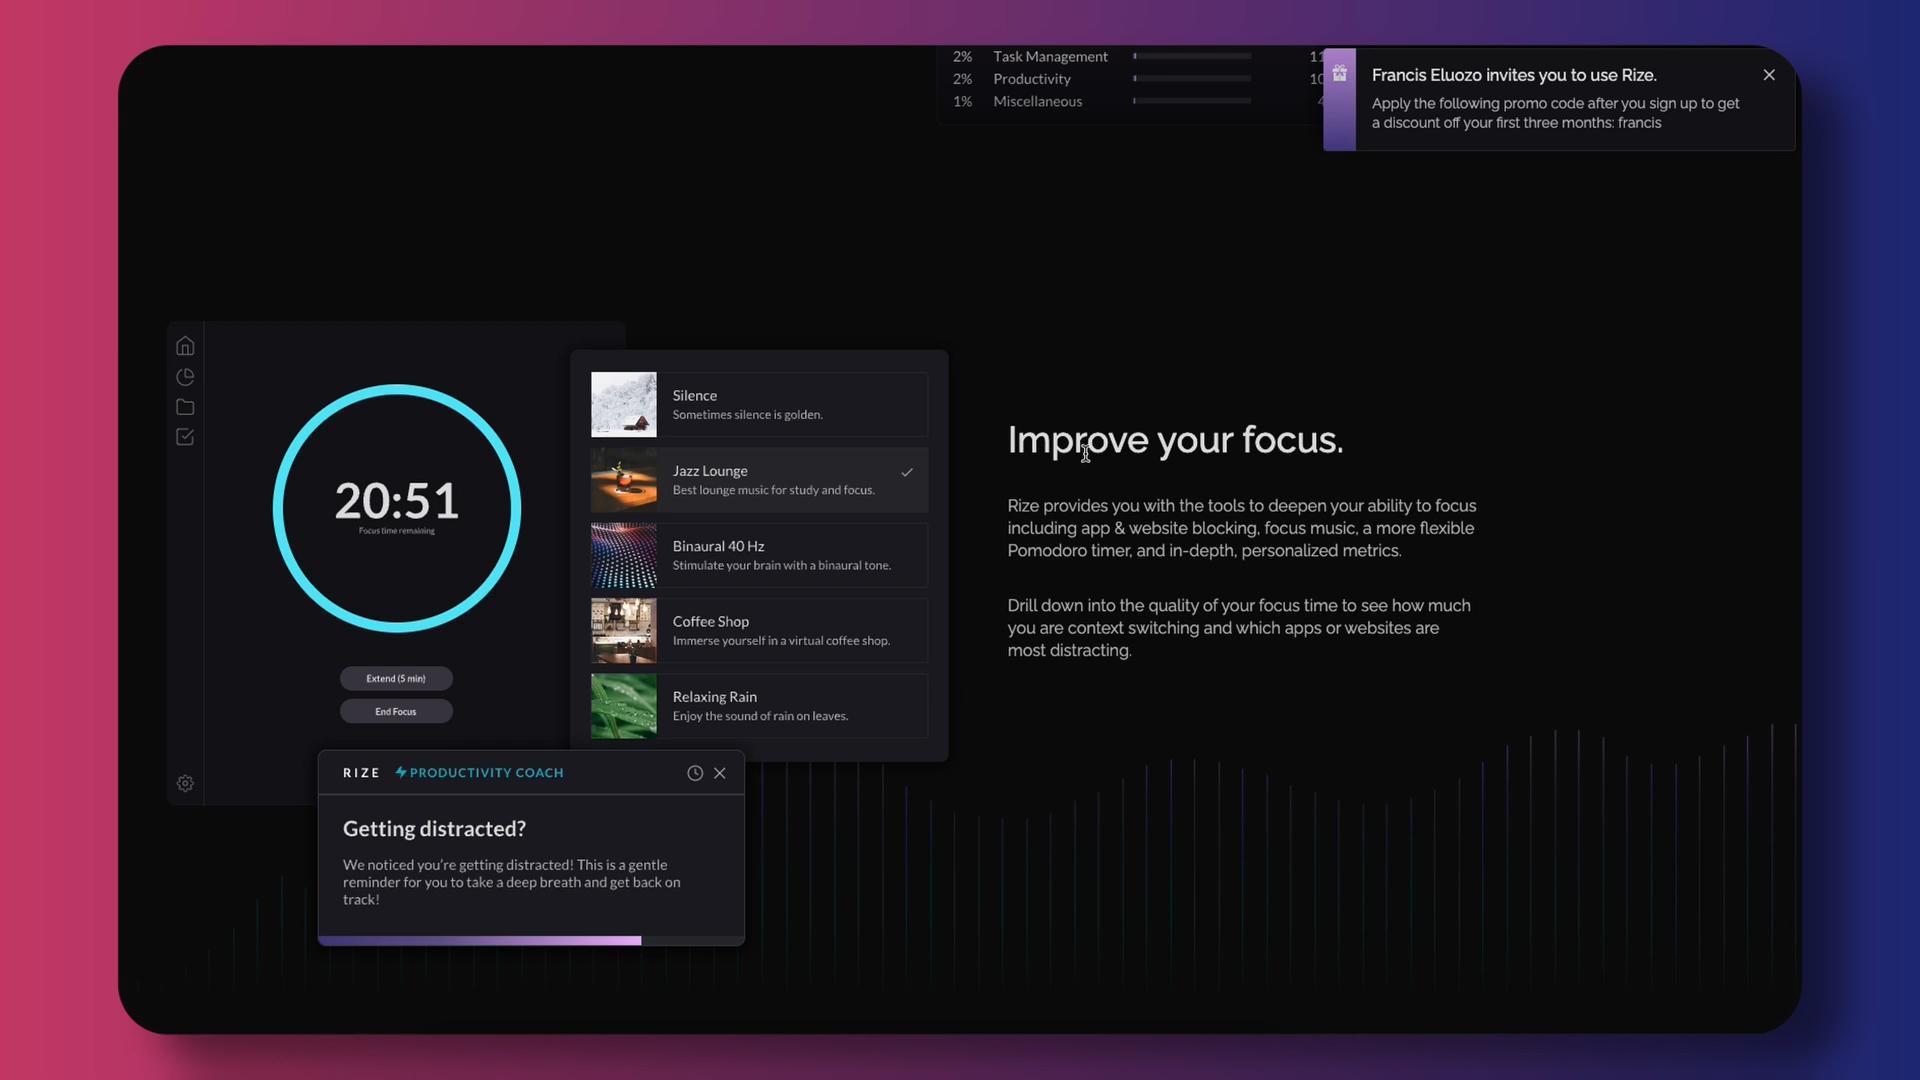 2% Task Management 11
2% Productivity 10
1% Miscellaneous 4
Francis Eluozo invites you to use Rize.
Apply the following promo code after you sign up to get
a discount off your first three months: francis
20:51
Focus time remaining
Extend (5 min)
End Focus
Silence
Sometimes silence is golden.
Jazz Lounge
Best lounge music for study and focus.
Binaural 40 Hz
Stimulate your brain with a binaural tone.
Coffee Shop
Immerse yourself in a virtual coffee shop.
Relaxing Rain
Enjoy the sound of rain on leaves.
Improve your focus.
Rize provides you with the tools to deepen your ability to focus
including app & website blocking, focus music, a more flexible
Pomodoro timer, and in-depth, personalized metrics.
Drill down into the quality of your focus time to see how much
you are context switching and which apps or websites are
most distracting.
RIZE PRODUCTIVITY COACH
Getting distracted?
We noticed you're getting distracted! This is a gentle
reminder for you to take a deep breath and get back on
track!